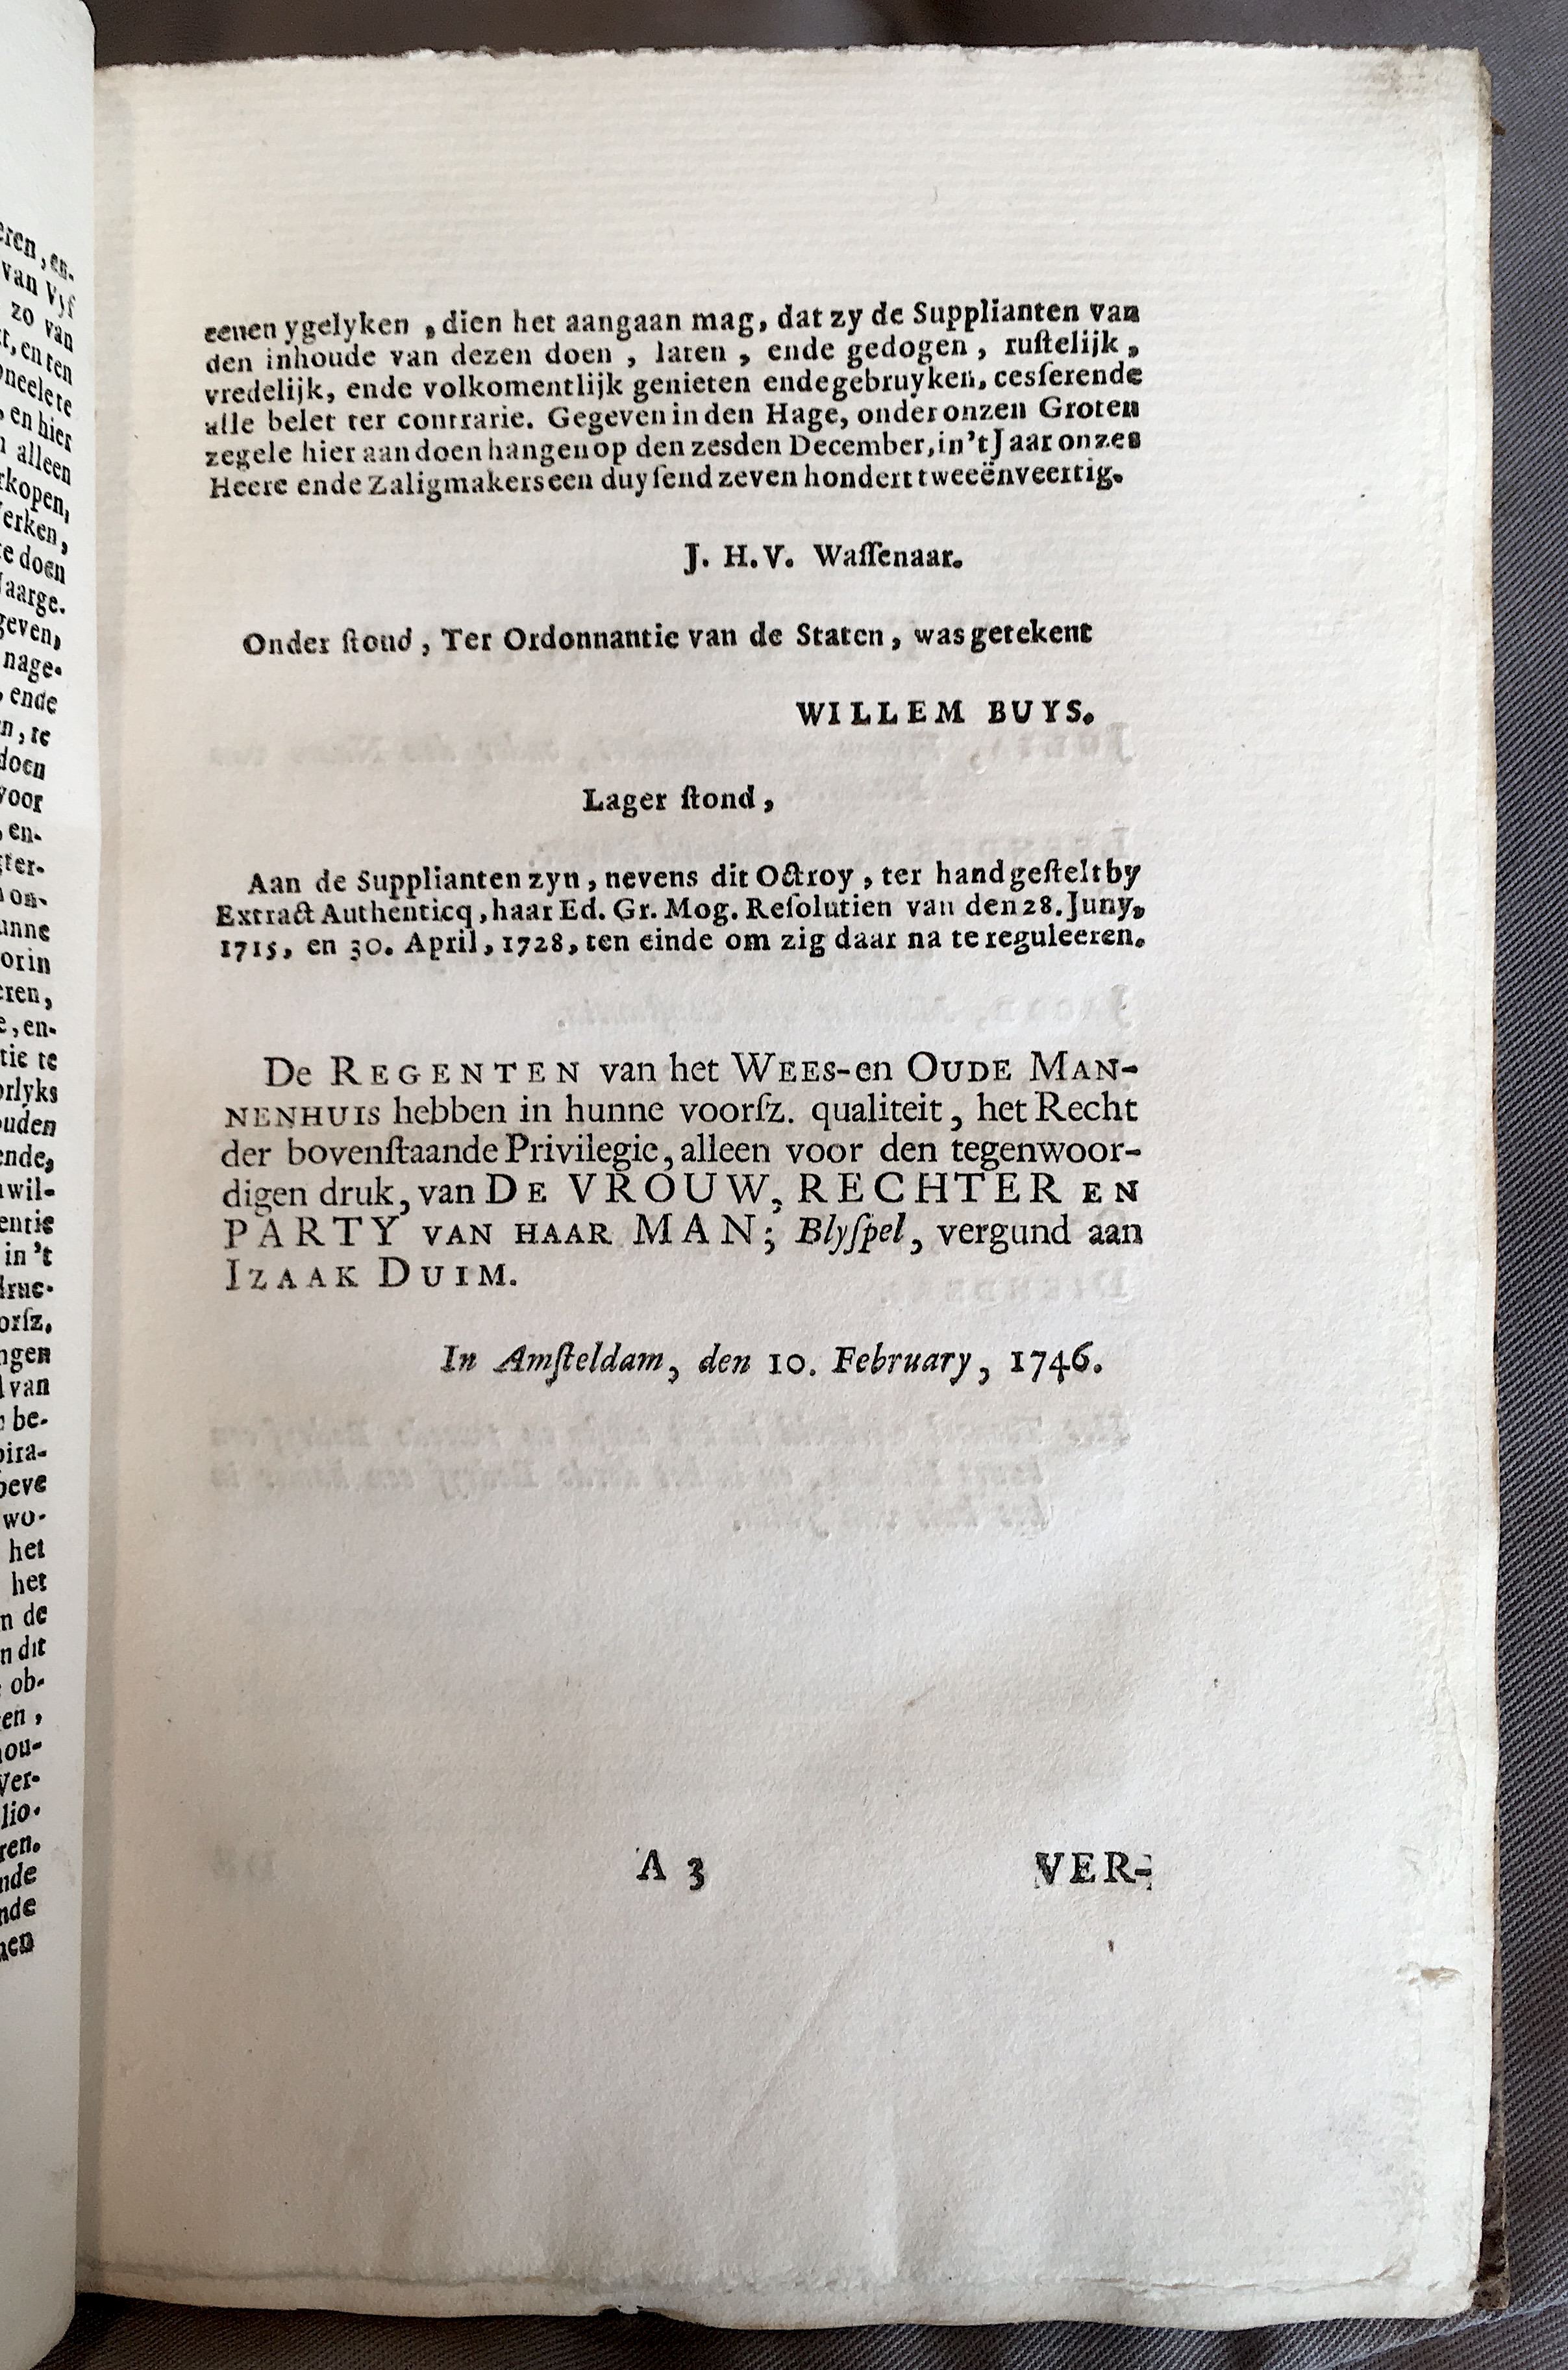 eenen ygelyken, dien het aangaan mag, dat zy de Supplianten van
den inhoude van dezen doen, laten, ende gedogen, ruſtelijk,
vredelijk, ende volkomentlijk genieten ende gebruyken, cesſerende
alle belet ter contrarie. Gegeven in den Hage, onder onzen Groten
zegele hier aan doen hangen op den zesden December, in 't Jaar onzes
Heere ende Zaligmakers een duyſend zeven hondert tweeënveertig.
J. H. V. Waſſenaar.
Onder ſtoud, Ter Ordonnantie van de Staten, was getekent
WILLEM BUYS.
Lager ſtond,
Aan de Supplianten zyn, nevens dit Octroy, ter hand geſtelt by
Extract Authenticq, haar Ed. Gr. Mog. Reſolutien van den 28. Juny,
1715, en 30. April, 1728, ten einde om zig daar na te reguleeren.
De REGENTEN van het WEES-en OUDE MAN-
NENHUIS hebben in hunne voorſz. qualiteit, het Recht
der bovenſtaande Privilegie, alleen voor den tegenwoor-
digen druk, van DE VROUW, RECHTER EN
PARTY VAN HAAR MAN; Blyſpel, vergund aan
IZAAK DUIM.
In Amſteldam, den 10. February, 1746.
A 3
VER-